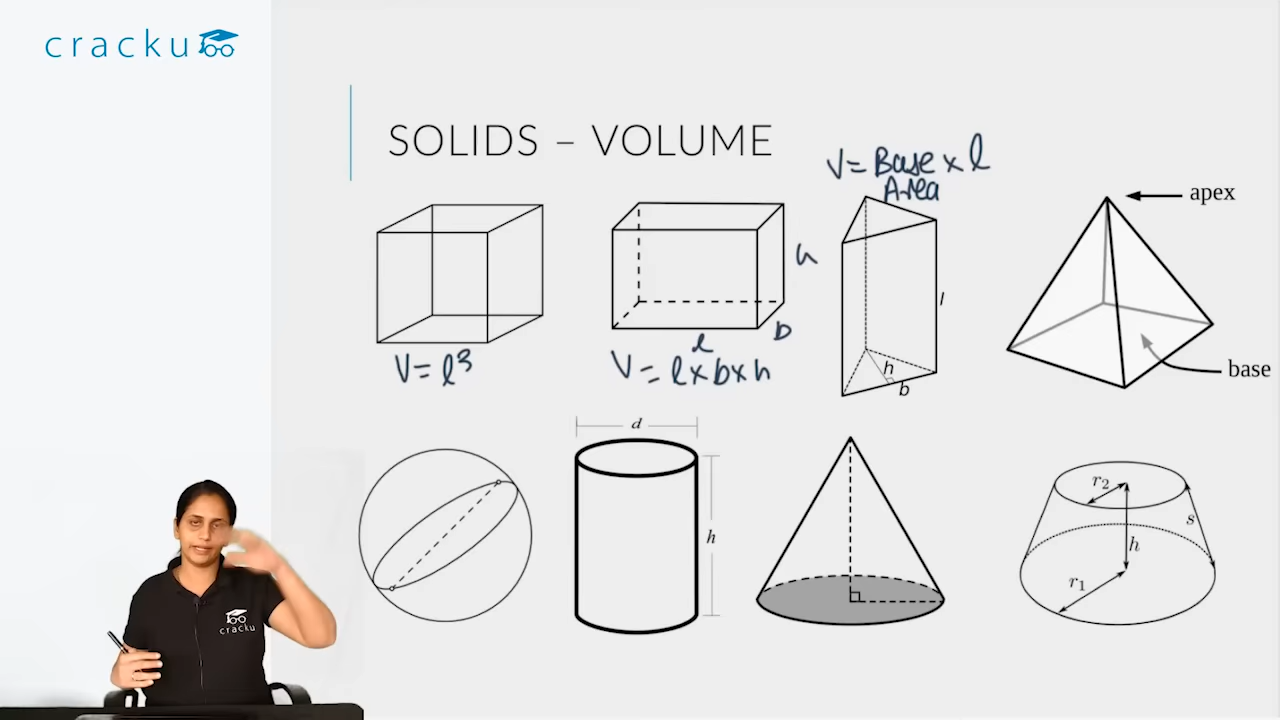 cracku
SOLIDS – VOLUME
V = Base x l
Area
apex
h
l
h
b
l
b
base
V = l³
V = l x b x h
d
h
r₂
s
h
r₁
cracku